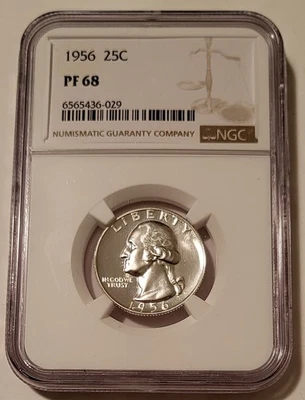 1956 25C
PF 68
6565436-029
NUMISMATIC GUARANTY COMPANY
NGC
LIBERTY
IN GOD WE
TRUST
1956